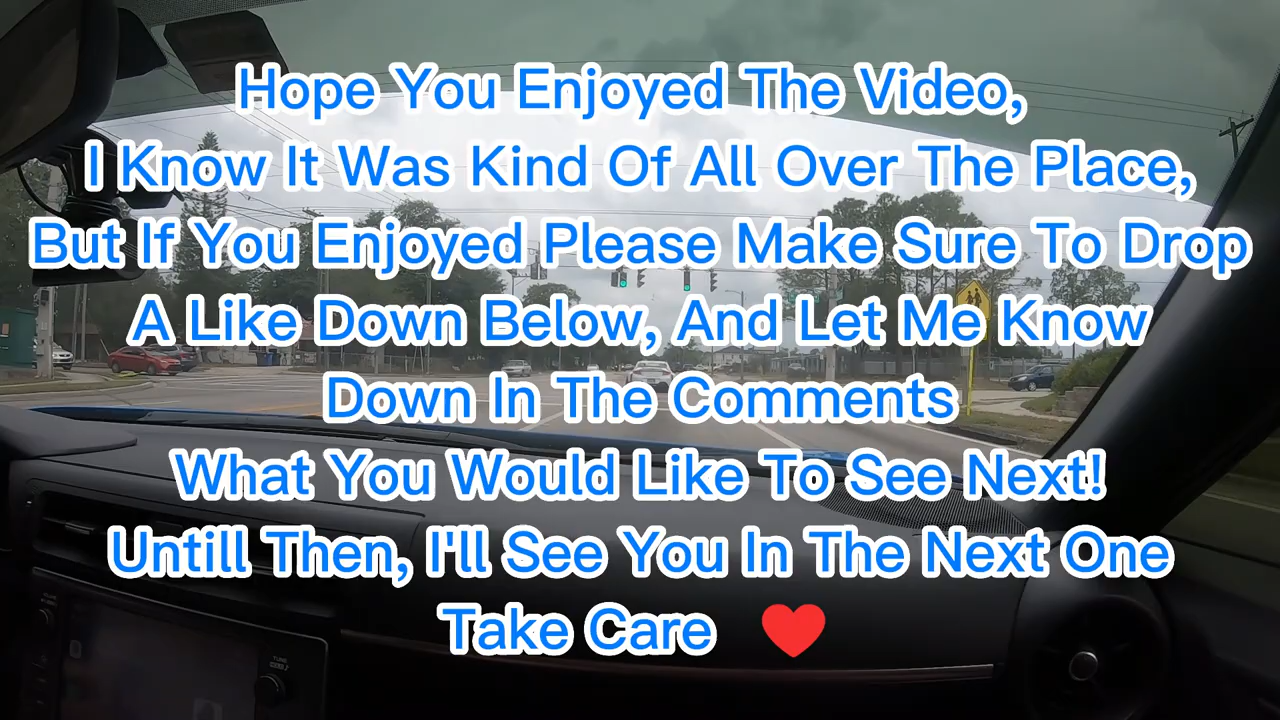 Hope You Enjoyed The Video,
I Know It Was Kind Of All Over The Place,
But If You Enjoyed Please Make Sure To Drop
A Like Down Below, And Let Me Know
Down In The Comments
What You Would Like To See Next!
Untill Then, I'll See You In The Next One
Take Care ❤️
TUNE